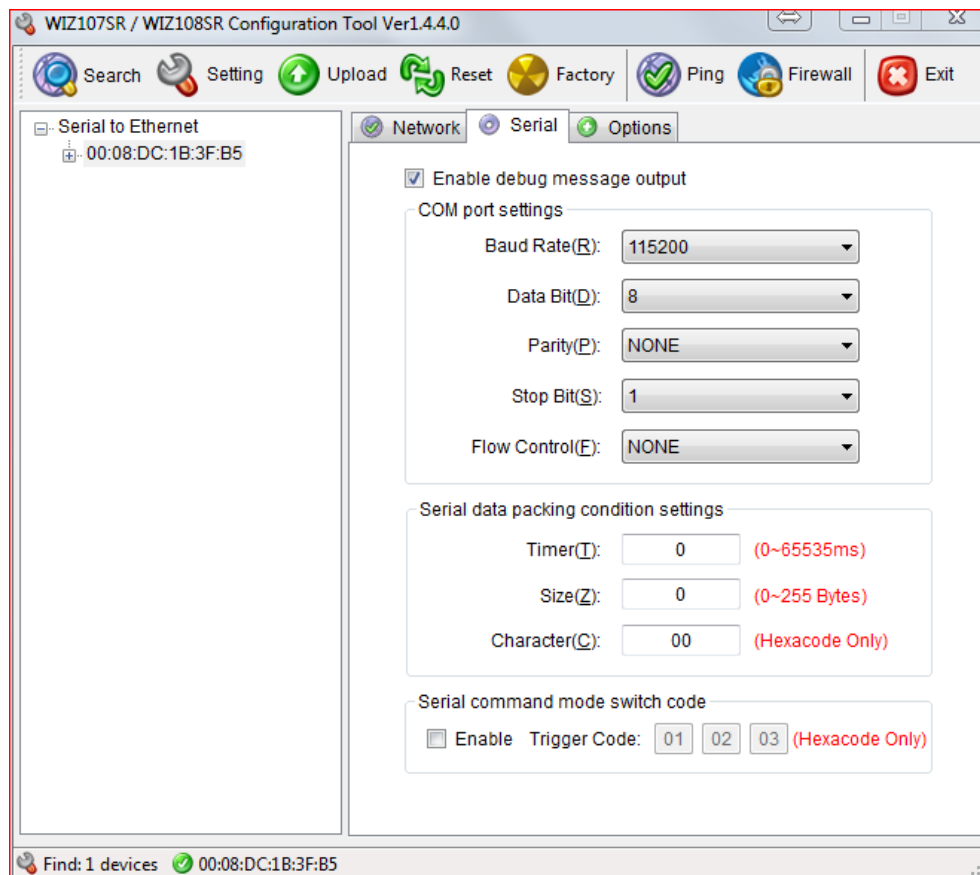 WIZ107SR / WIZ108SR Configuration Tool Ver1.4.4.0
Search Setting Upload Reset Factory Ping Firewall Exit
Serial to Ethernet
00:08:DC:1B:3F:B5
Network Serial Options
Enable debug message output
COM port settings
Baud Rate(R): 115200
Data Bit(D): 8
Parity(P): NONE
Stop Bit(S): 1
Flow Control(F): NONE
Serial data packing condition settings
Timer(T): 0 (0~65535ms)
Size(Z): 0 (0~255 Bytes)
Character(C): 00 (Hexacode Only)
Serial command mode switch code
Enable Trigger Code: 01 02 03 (Hexacode Only)
Find: 1 devices 00:08:DC:1B:3F:B5